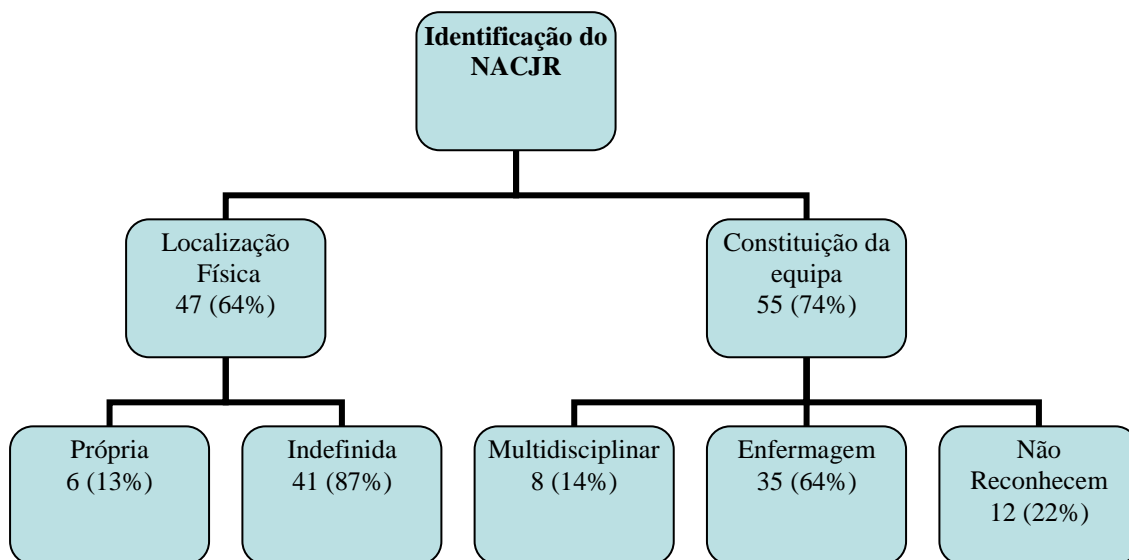 Identificação do
NACJR
Localização
Física
47 (64%)
Constituição da
equipa
55 (74%)
Própria
6 (13%)
Indefinida
41 (87%)
Multidisciplinar
8 (14%)
Enfermagem
35 (64%)
Não
Reconhecem
12 (22%)